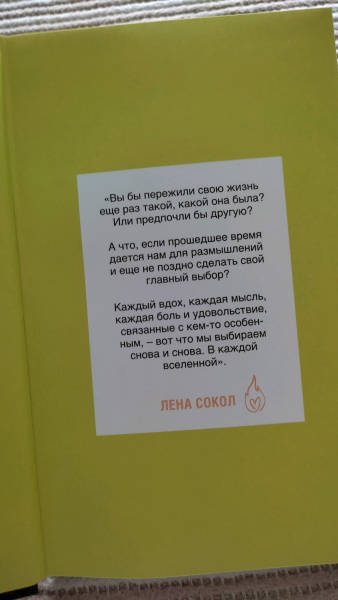 «Вы бы пережили свою жизнь
еще раз такой, какой она была?
Или предпочли бы другую?
А что, если прошедшее время
дается нам для размышлений
и еще не поздно сделать свой
главный выбор?
Каждый вдох, каждая мысль,
каждая боль и удовольствие,
связанные с кем-то особен-
ным, – вот что мы выбираем
снова и снова. В каждой
вселенной».
ЛЕНА СОКОЛ